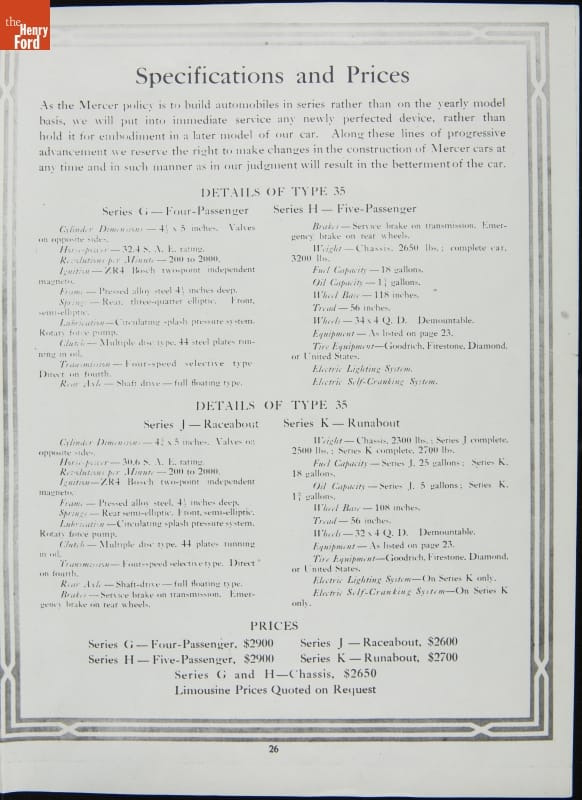 the
Henry
Ford
Specifications and Prices
As the Mercer policy is to build automobiles in series rather than on the yearly model
basis, we will put into immediate service any newly perfected device, rather than
hold it for embodiment in a later model of our car. Along these lines of progressive
advancement we reserve the right to make changes in the construction of Mercer cars at
any time and in such manner as in our judgment will result in the betterment of the car.
DETAILS OF TYPE 35
Series G — Four-Passenger Series H — Five-Passenger
Cylinder Dimensions — x 5 inches. Valves
on opposite sides.
Horse-power — 32.4 S. A. E. rating.
Revolutions per Minute — 200 to 2000.
Ignition — ZR4 Bosch two-point independent
magneto.
Frame — Pressed alloy steel 4½ inches deep.
Springs — Rear, three-quarter elliptic. Front,
semi-elliptic.
Lubrication — Circulating splash pressure system.
Rotary force pump.
Clutch — Multiple disc type, 44 steel plates run-
ning in oil.
Transmission — Four-speed selective type
Direct on fourth.
Rear Axle — Shaft drive — full floating type.
Brakes — Service brake on transmission. Emer-
gency brake on rear wheels.
Weight — Chassis, 2650 lbs.; complete car,
3200 lbs.
Fuel Capacity — 18 gallons.
Oil Capacity — gallons.
Wheel Base — 118 inches.
Tread — 56 inches.
Wheels — 34 x 4 Q. D. Demountable.
Equipment — As listed on page 23.
Tire Equipment — Goodrich, Firestone, Diamond,
or United States.
Electric Lighting System.
Electric Self-Cranking System.
DETAILS OF TYPE 35
Series J — Raceabout Series K — Runabout
Cylinder Dimensions — x 5 inches. Valves on
opposite sides.
Horse-power — 30.6 S. A. E. rating.
Revolutions per Minute — 200 to 2000.
Ignition — ZR4 Bosch two-point independent
magneto.
Frame — Pressed alloy steel, 4½ inches deep.
Springs — Rear semi-elliptic. Front, semi-elliptic.
Lubrication — Circulating splash pressure system.
Rotary force pump.
Clutch — Multiple disc type, 44 plates running
in oil.
Transmission — Four-speed selective type. Direct
on fourth.
Rear Axle — Shaft-drive — full floating type.
Brakes — Service brake on transmission. Emer-
gency brake on rear wheels.
Weight — Chassis, 2300 lbs.; Series J complete,
2500 lbs.; Series K complete, 2700 lbs.
Fuel Capacity — Series J, 25 gallons; Series K,
18 gallons.
Oil Capacity — Series J, 5 gallons; Series K,
gallons.
Wheel Base — 108 inches.
Tread — 56 inches.
Wheels — 32 x 4 Q. D. Demountable.
Equipment — As listed on page 23.
Tire Equipment — Goodrich, Firestone, Diamond,
or United States.
Electric Lighting System — On Series K only.
Electric Self-Cranking System — On Series K
only.
PRICES
Series G — Four-Passenger, $2900 Series J — Raceabout, $2600
Series H — Five-Passenger, $2900 Series K — Runabout, $2700
Series G and H — Chassis, $2650
Limousine Prices Quoted on Request
26